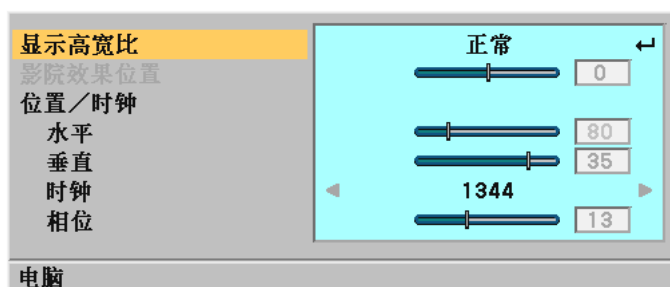 显示高宽比 正常
影院效果位置 0
位置／时钟
水平 80
垂直 35
时钟 1344
相位 13
电脑